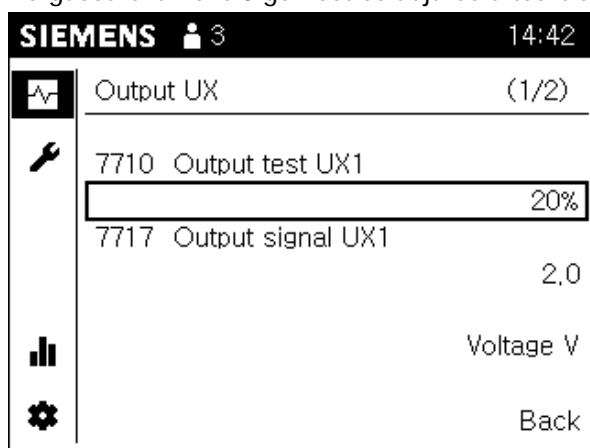 SIEMENS 3 14:42
Output UX (1/2)
7710 Output test UX1
20%
7717 Output signal UX1
2,0
Voltage V
Back